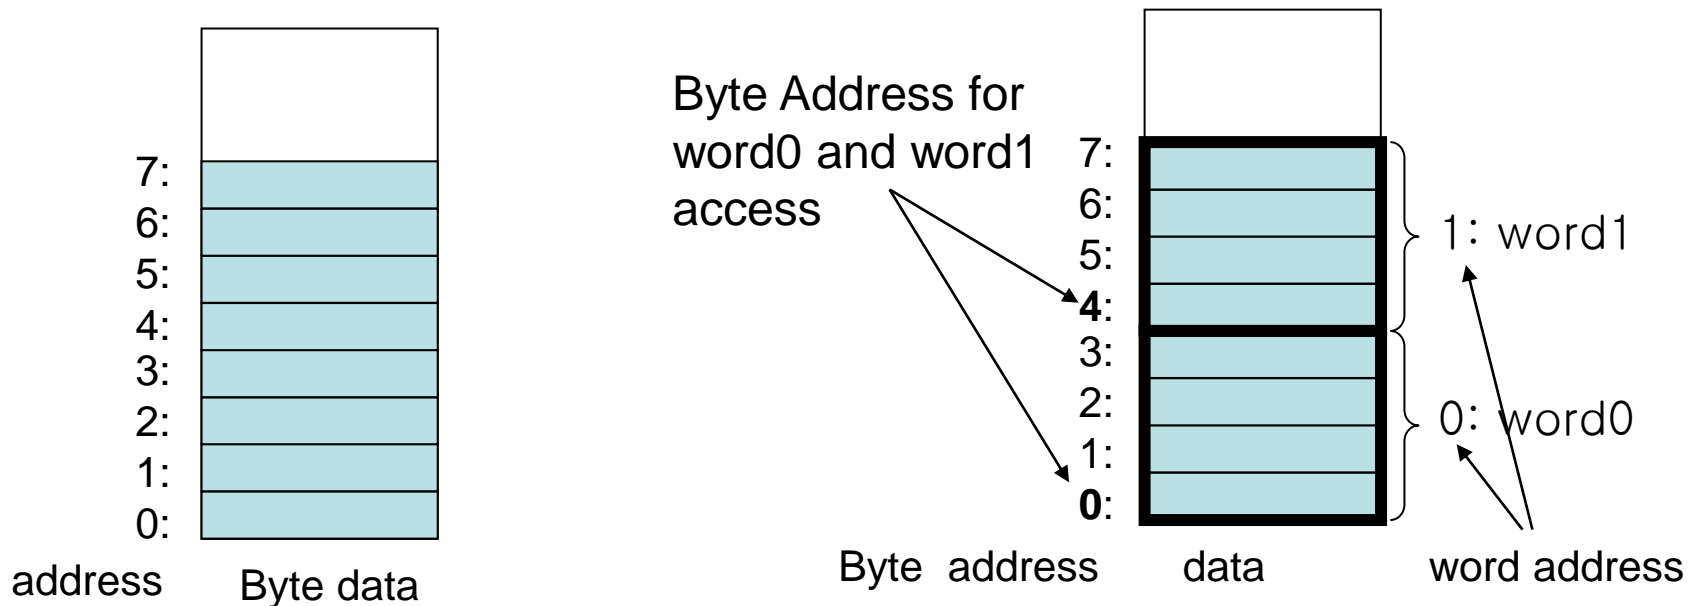 7:
6:
5:
4:
3:
2:
1:
0:
address
Byte data
Byte Address for
word0 and word1
access
7:
6:
5:
4:
3:
2:
1:
0:
1: word1
0: word0
Byte address
data
word address